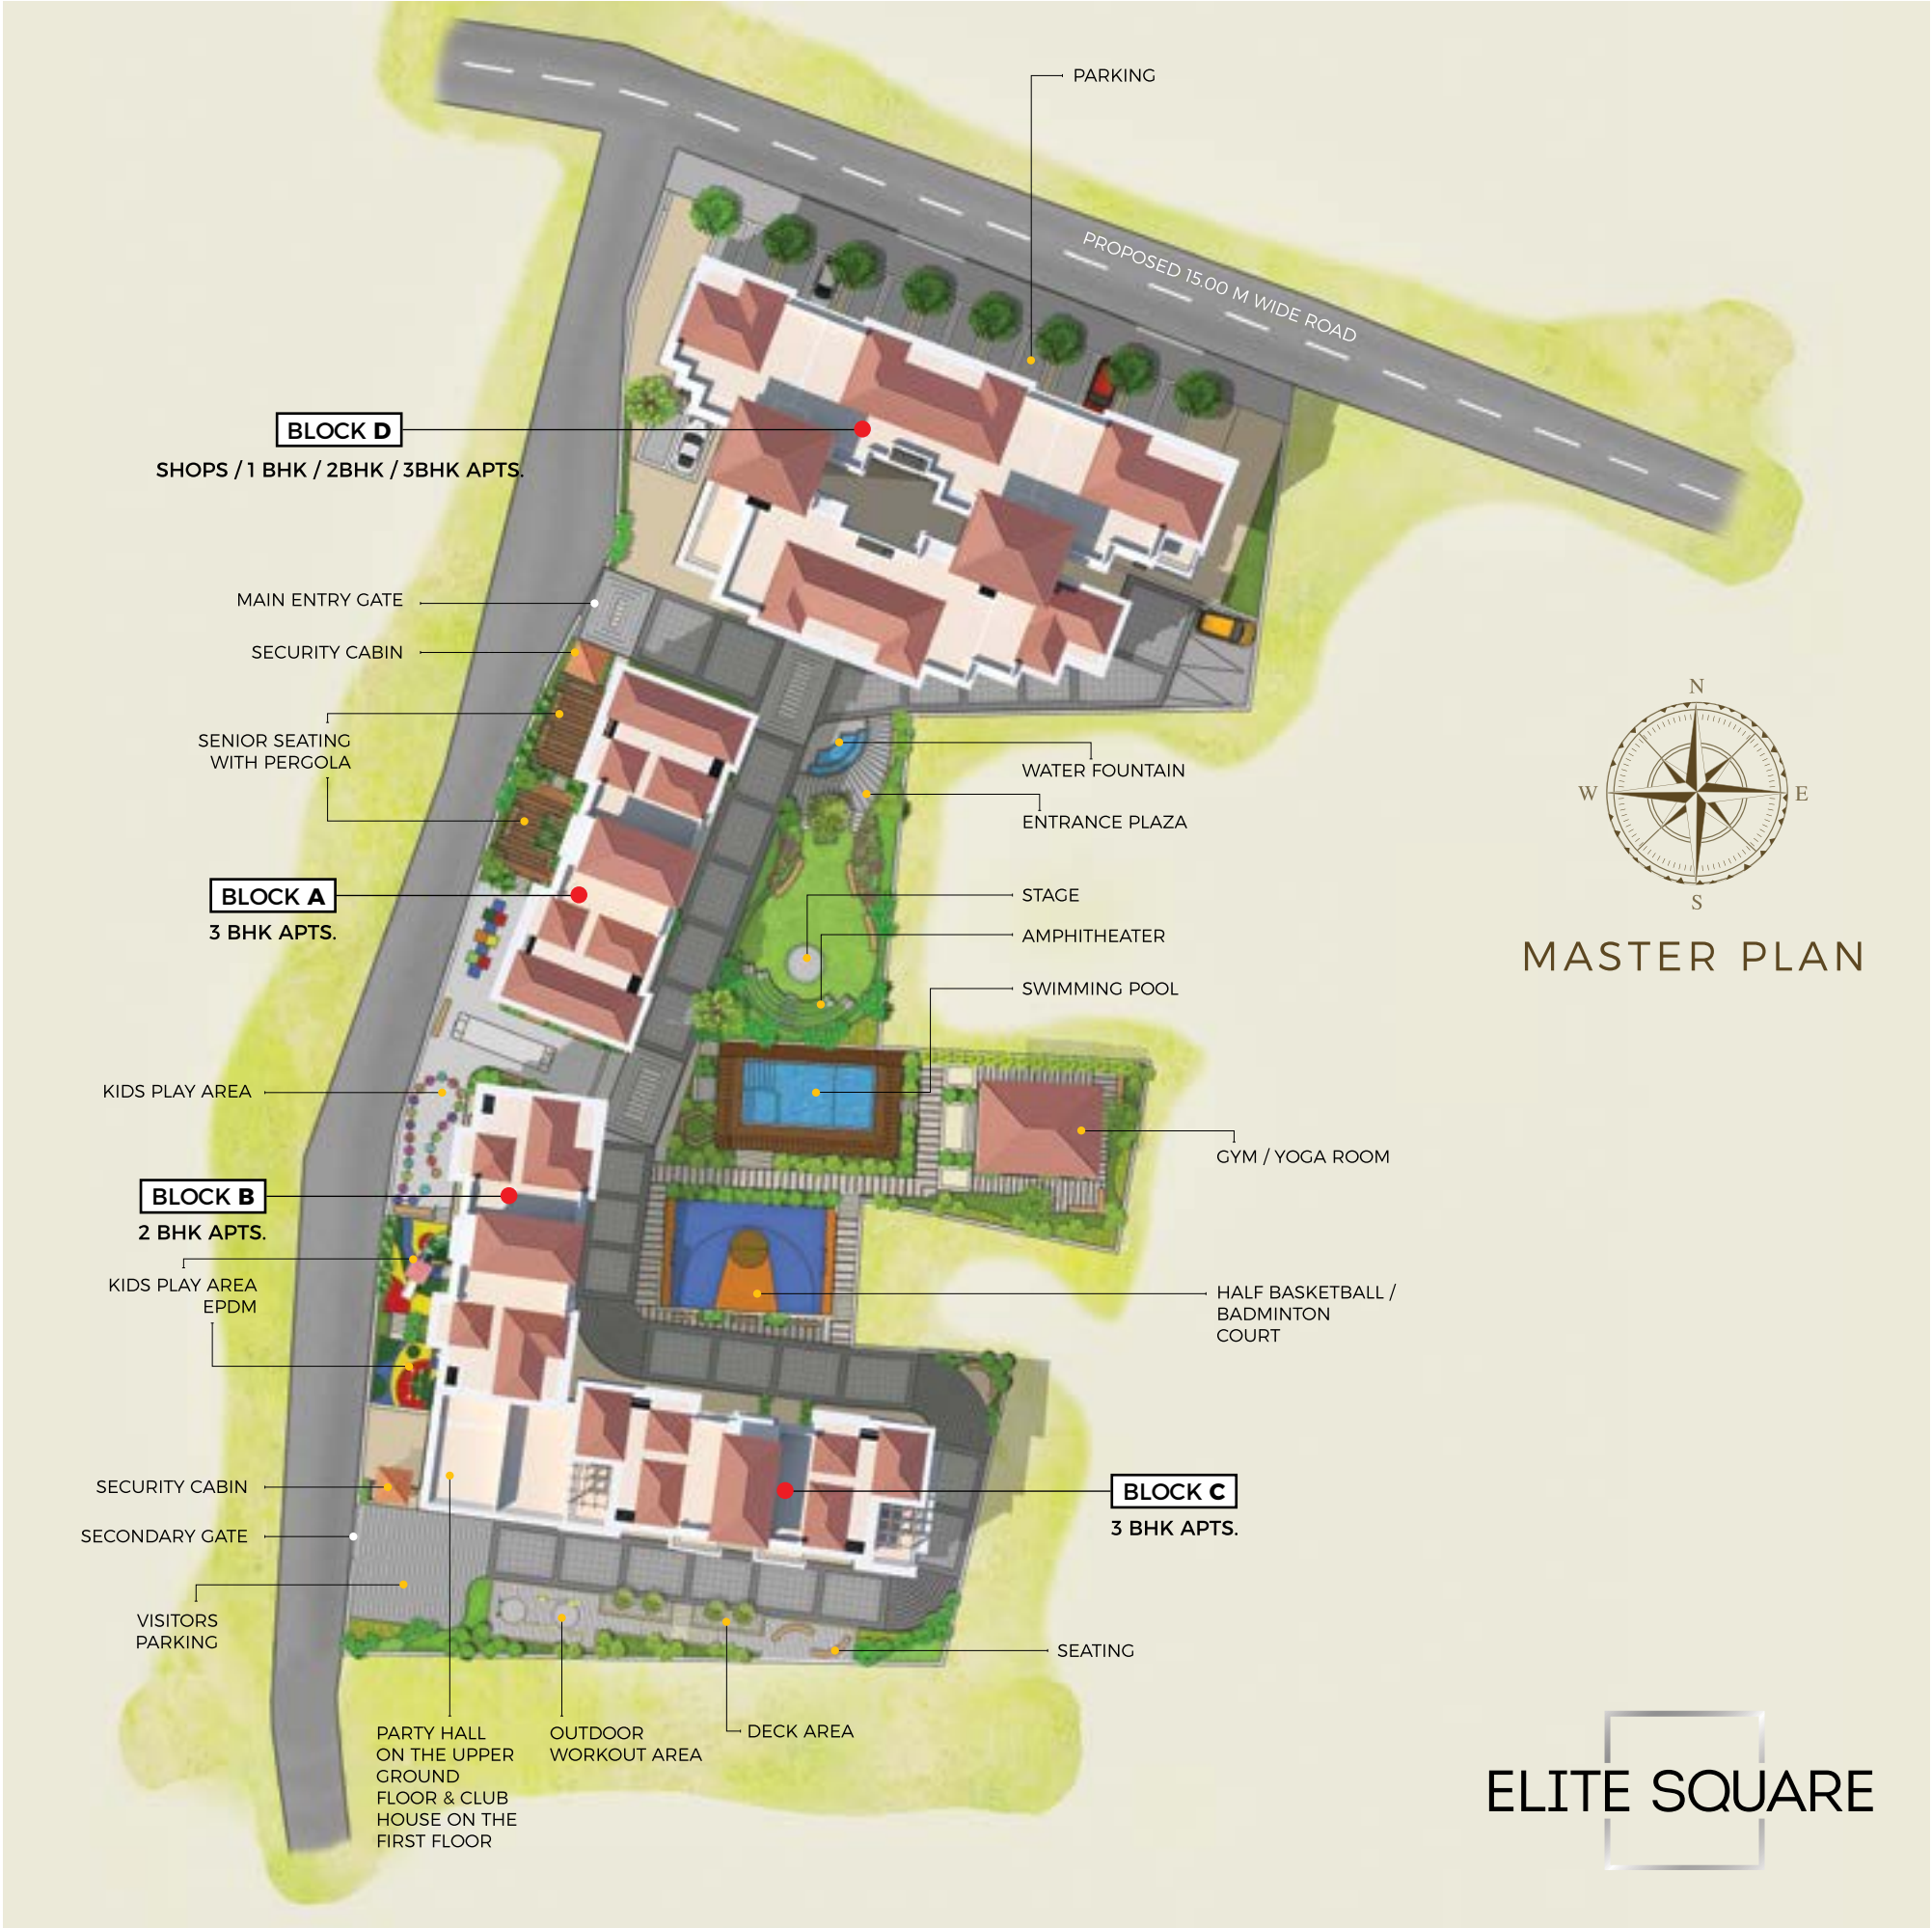 PARKING
PROPOSED 15.00 M WIDE ROAD
BLOCK D
SHOPS / 1 BHK / 2BHK / 3BHK APTS.
MAIN ENTRY GATE
SECURITY CABIN
SENIOR SEATING
WITH PERGOLA
WATER FOUNTAIN
ENTRANCE PLAZA
BLOCK A
3 BHK APTS.
STAGE
AMPHITHEATER
SWIMMING POOL
N
W
E
S
MASTER PLAN
KIDS PLAY AREA
GYM / YOGA ROOM
BLOCK B
2 BHK APTS.
KIDS PLAY AREA
EPDM
HALF BASKETBALL /
BADMINTON
COURT
SECURITY CABIN
SECONDARY GATE
BLOCK C
3 BHK APTS.
VISITORS
PARKING
SEATING
PARTY HALL
ON THE UPPER
GROUND
FLOOR & CLUB
HOUSE ON THE
FIRST FLOOR
OUTDOOR
WORKOUT AREA
DECK AREA
ELITE SQUARE